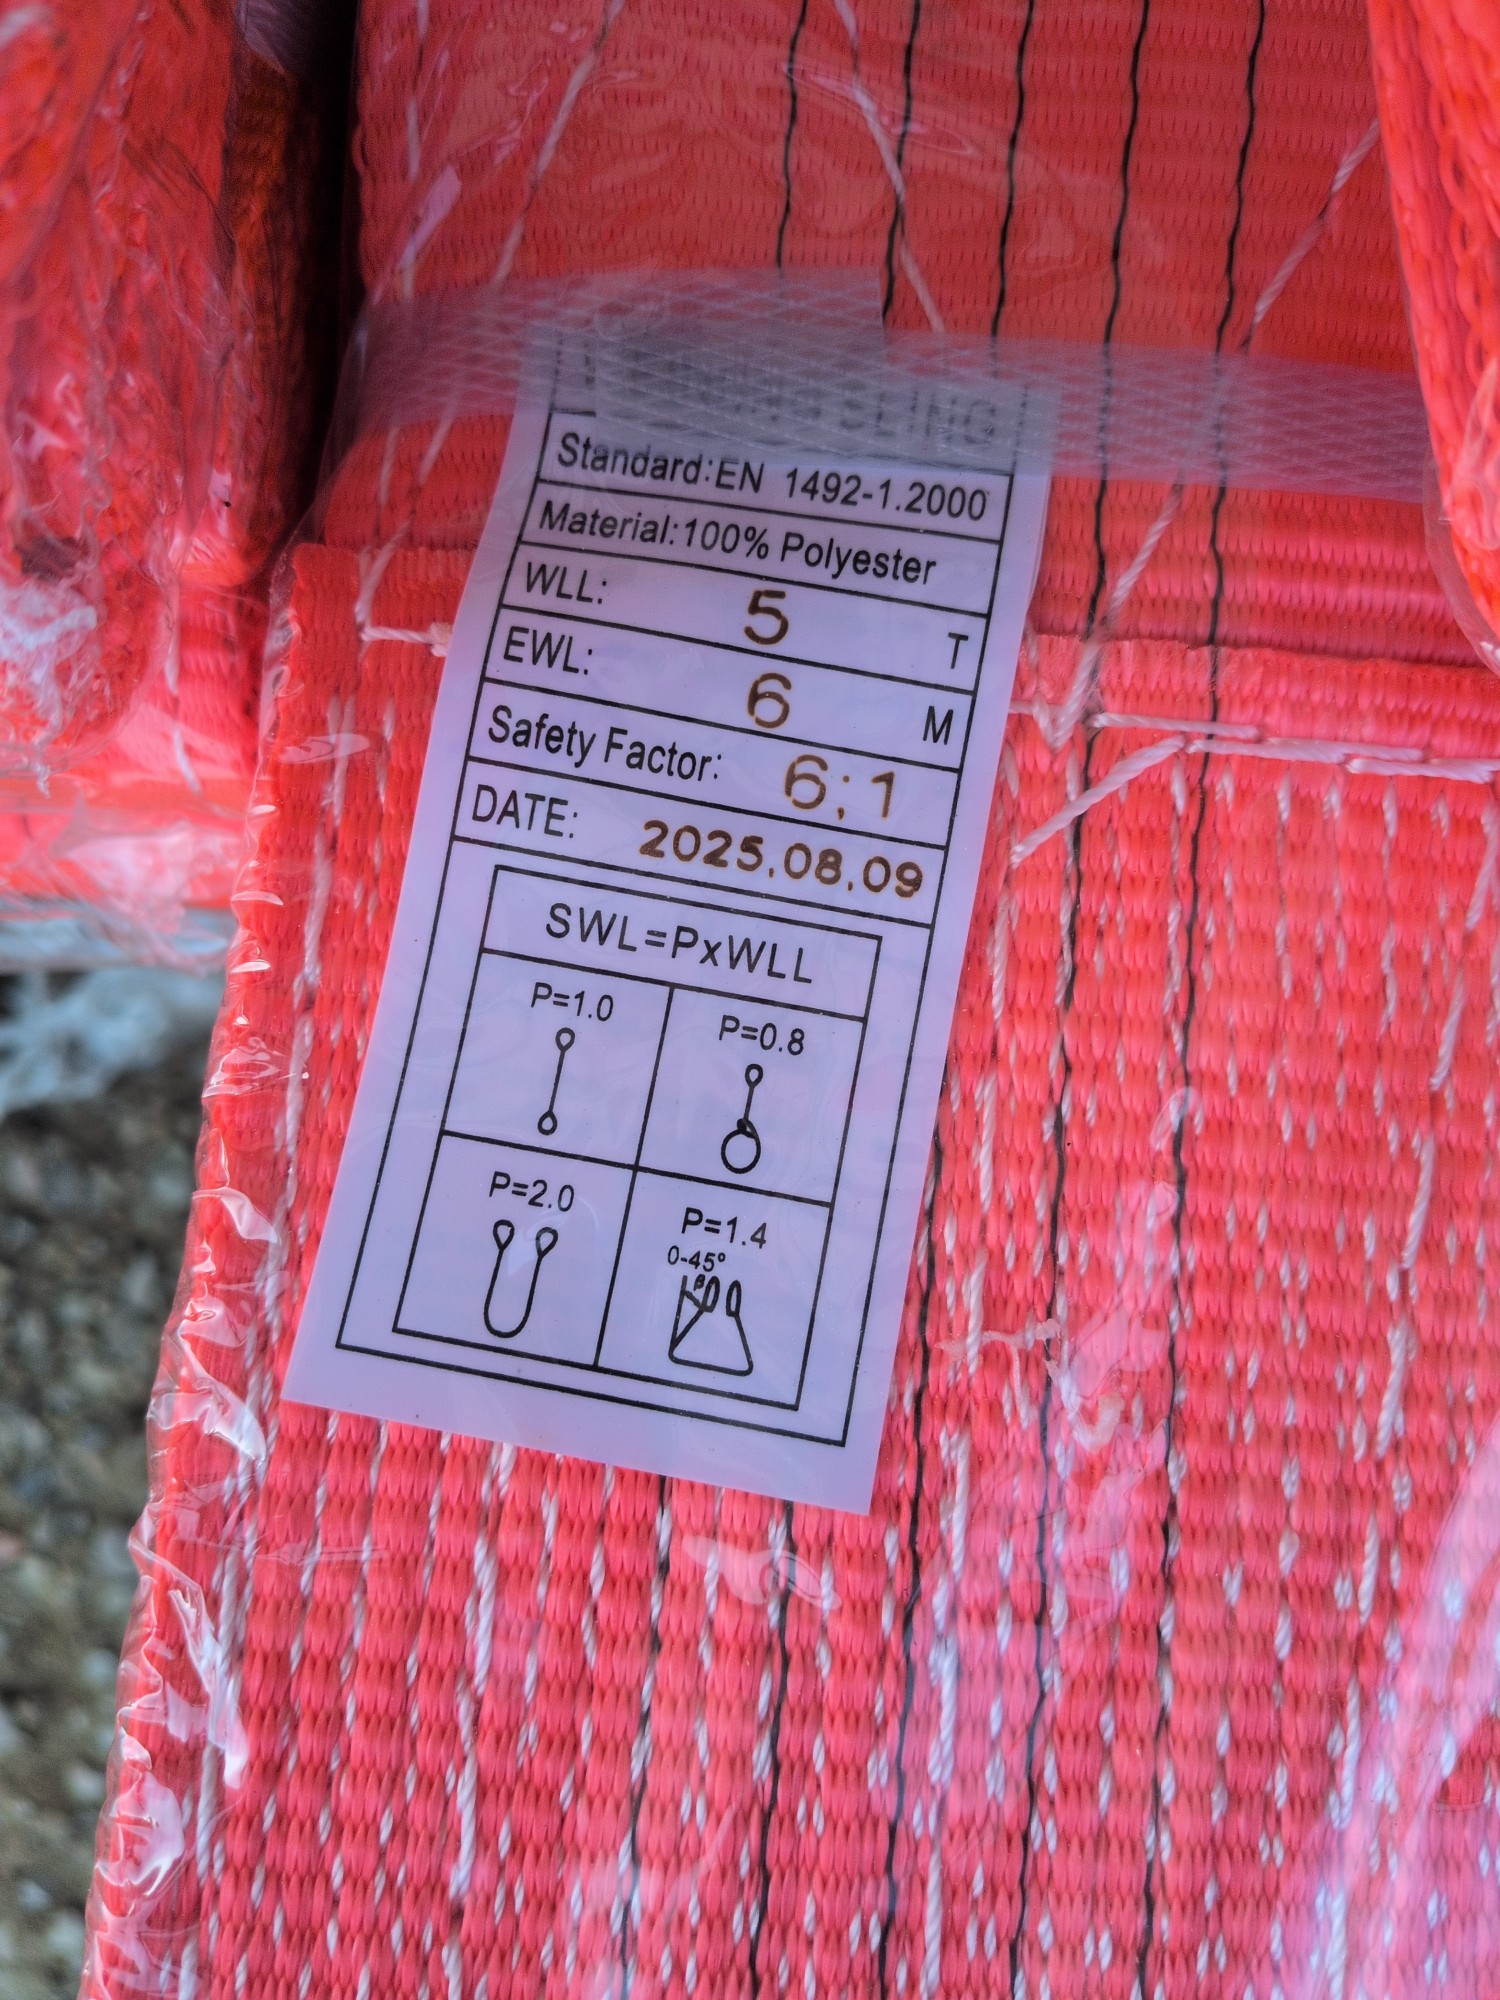 SLING
Standard:EN 1492-1.2000
Material:100% Polyester
WLL: 5 T
EWL: 6 M
Safety Factor: 6:1
DATE: 2025.08.09
SWL=PxWLL
P=1.0 P=0.8
P=2.0 P=1.4
0-45°
β